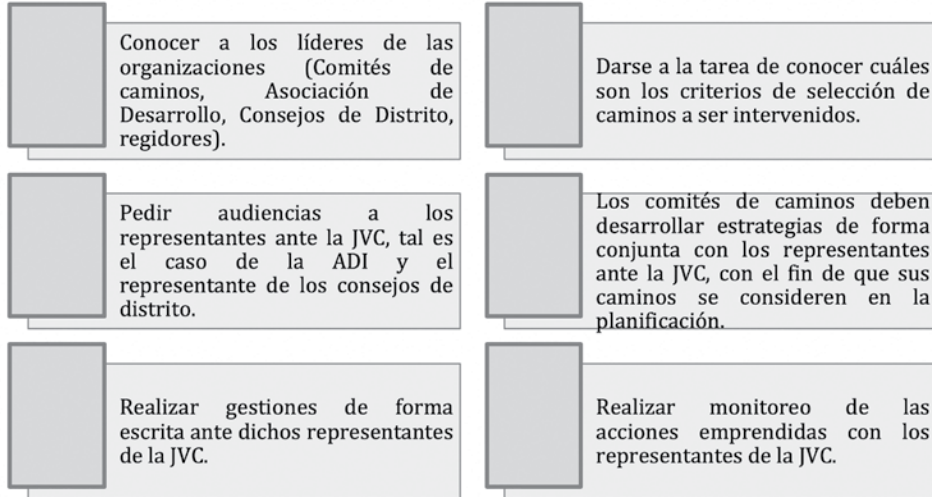 Conocer a los líderes de las
organizaciones (Comités de
caminos, Asociación de
Desarrollo, Consejos de Distrito,
regidores).
Darse a la tarea de conocer cuáles
son los criterios de selección de
caminos a ser intervenidos.
Pedir audiencias a los
representantes ante la JVC, tal es
el caso de la ADI y el
representante de los consejos de
distrito.
Los comités de caminos deben
desarrollar estrategias de forma
conjunta con los representantes
ante la JVC, con el fin de que sus
caminos se consideren en la
planificación.
Realizar gestiones de forma
escrita ante dichos representantes
de la JVC.
Realizar monitoreo de las
acciones emprendidas con los
representantes de la JVC.